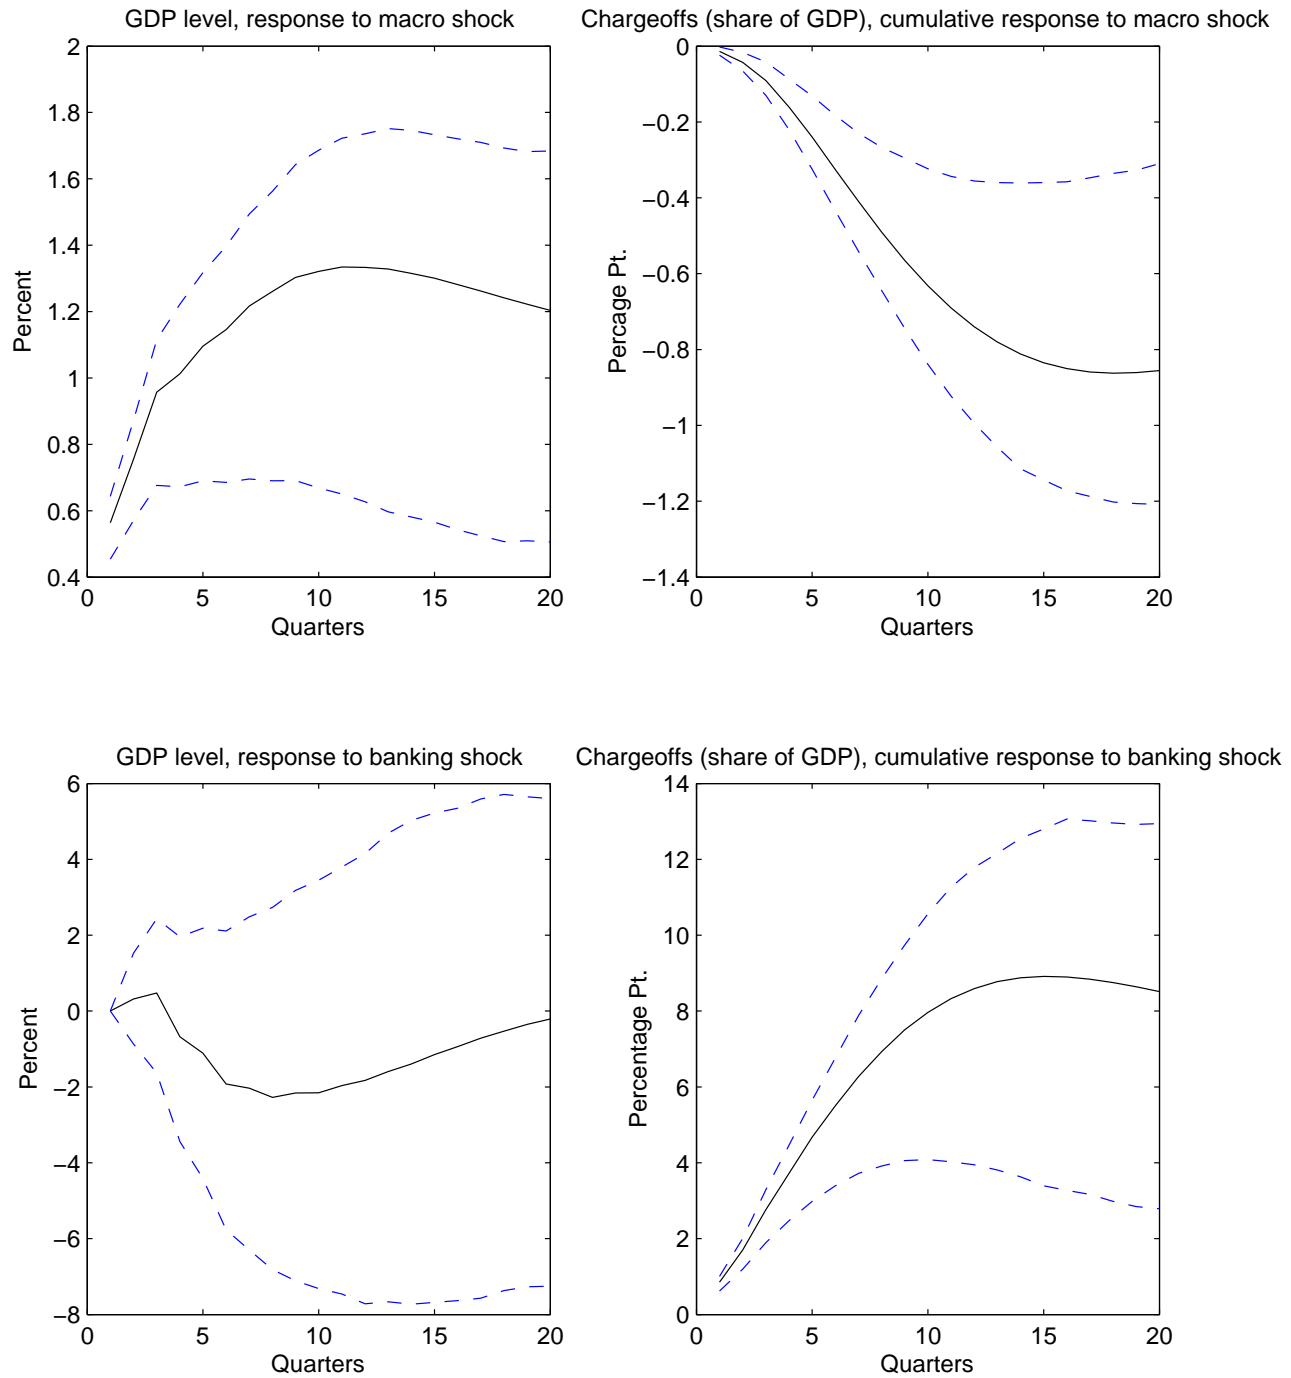 GDP level, response to macro shock
2
1.8
1.6
1.4
1.2
1
0.8
0.6
0.4
Percent
0 5 10 15 20
Quarters
Chargeoffs (share of GDP), cumulative response to macro shock
0
−0.2
−0.4
−0.6
−0.8
−1
−1.2
−1.4
Percage Pt.
0 5 10 15 20
Quarters
GDP level, response to banking shock
6
4
2
0
−2
−4
−6
−8
Percent
0 5 10 15 20
Quarters
Chargeoffs (share of GDP), cumulative response to banking shock
14
12
10
8
6
4
2
0
Percentage Pt.
0 5 10 15 20
Quarters